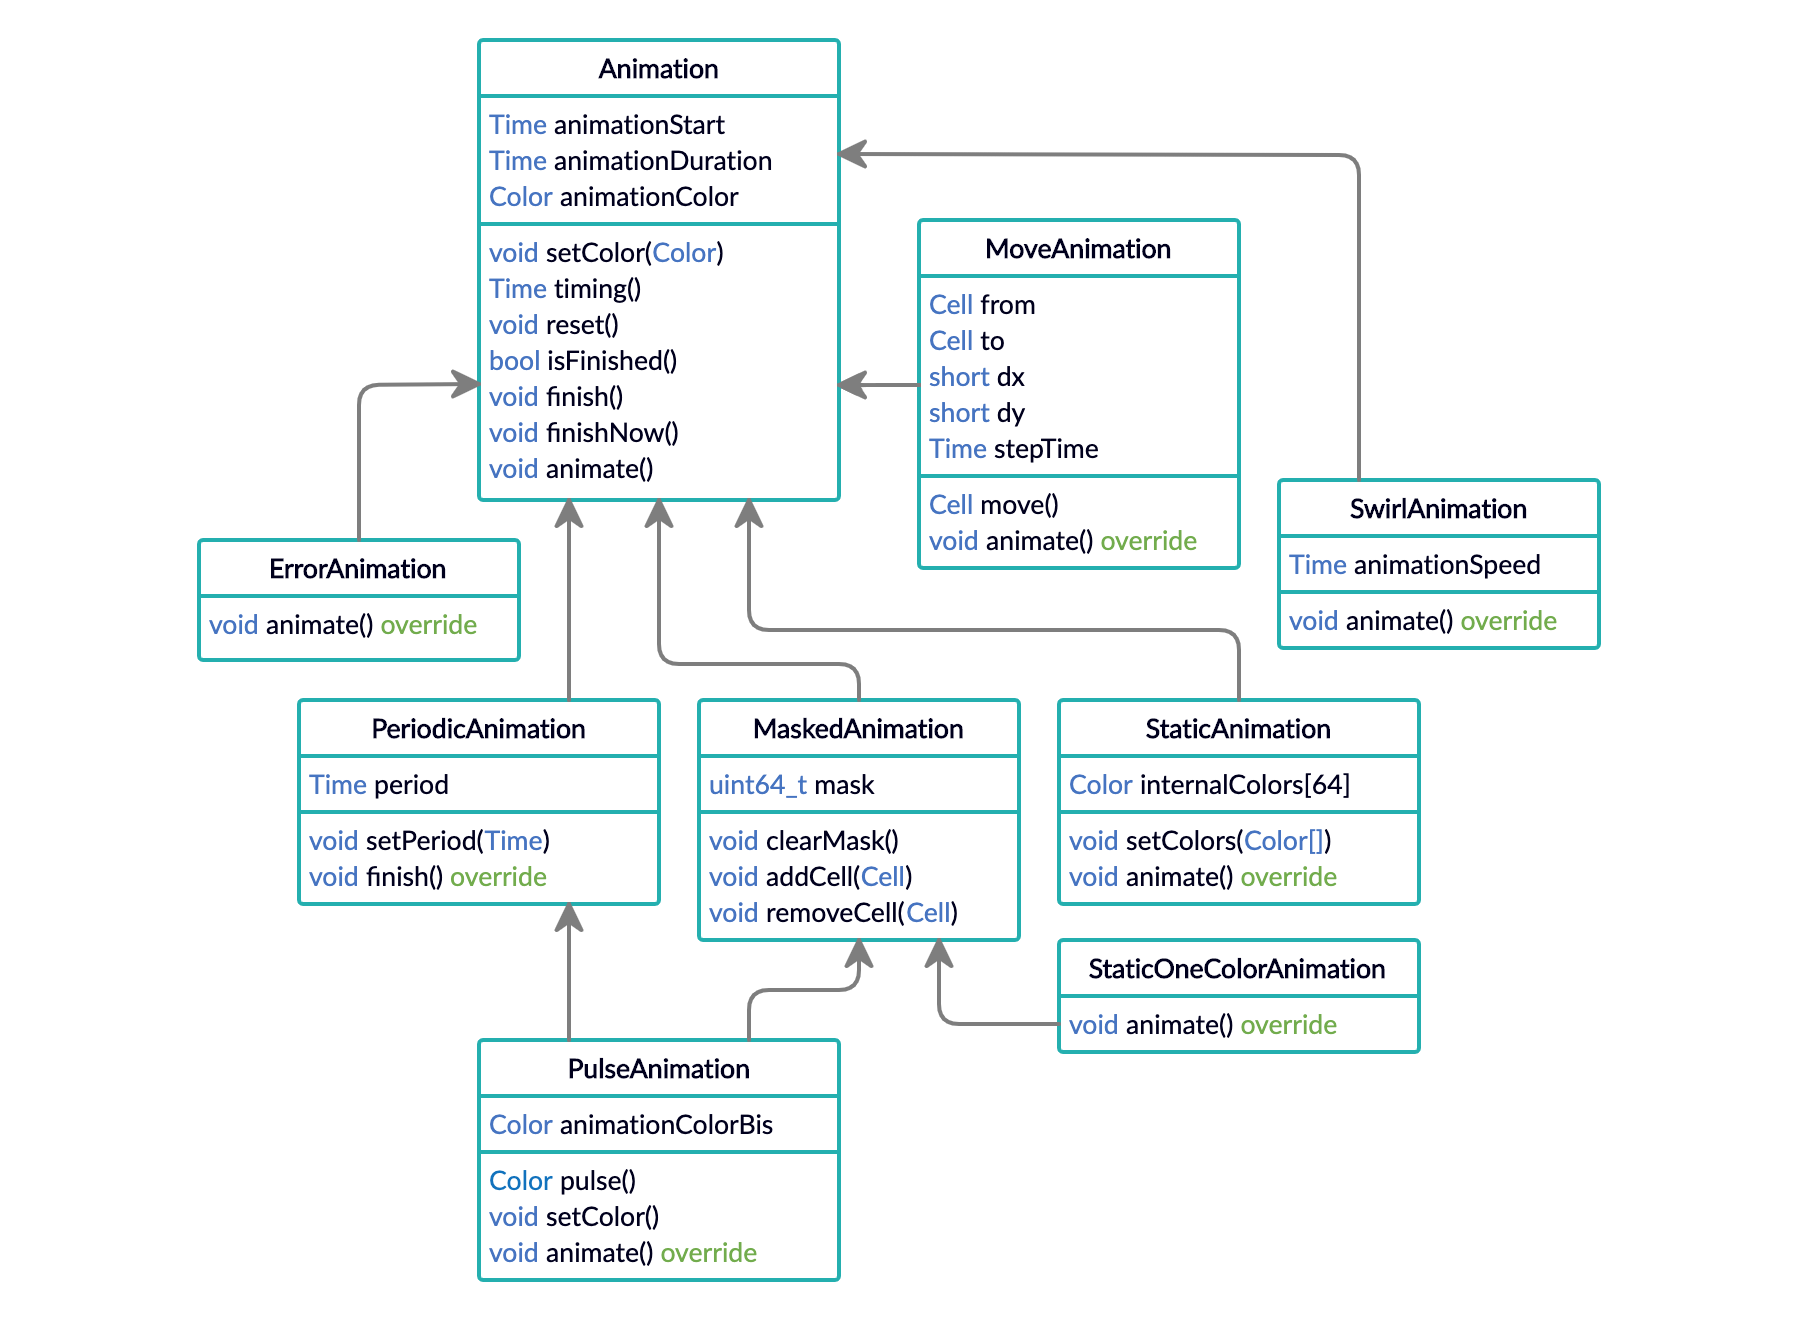 Animation
Time animationStart
Time animationDuration
Color animationColor
void setColor(Color)
Time timing()
void reset()
bool isFinished()
void finish()
void finishNow()
void animate()
MoveAnimation
Cell from
Cell to
short dx
short dy
Time stepTime
Cell move()
void animate() override
SwirlAnimation
Time animationSpeed
void animate() override
ErrorAnimation
void animate() override
PeriodicAnimation
Time period
void setPeriod(Time)
void finish() override
MaskedAnimation
uint64_t mask
void clearMask()
void addCell(Cell)
void removeCell(Cell)
StaticAnimation
Color internalColors[64]
void setColors(Color[])
void animate() override
StaticOneColorAnimation
void animate() override
PulseAnimation
Color animationColorBis
Color pulse()
void setColor()
void animate() override